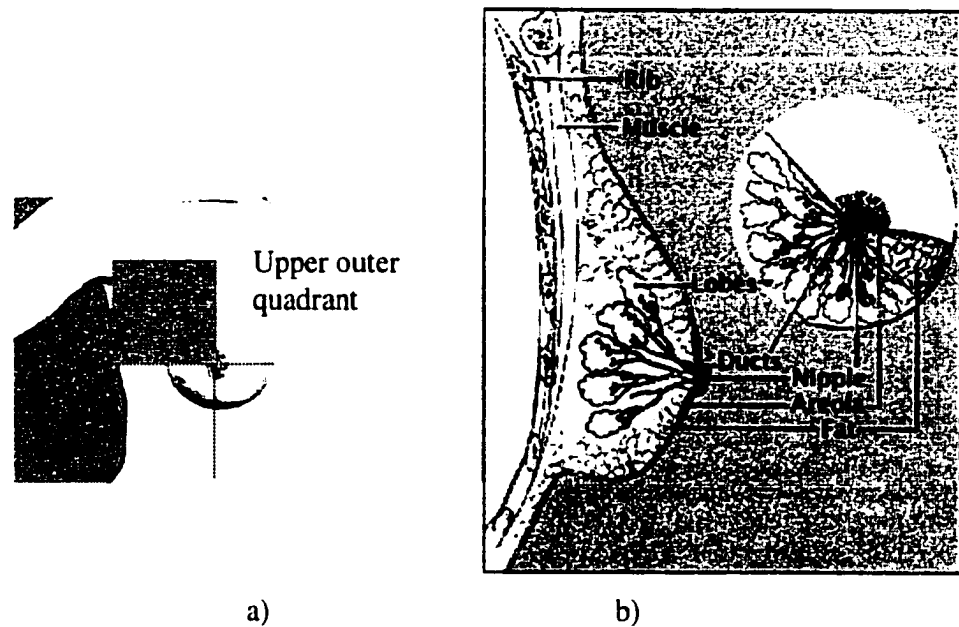 Upper outer
quadrant
Rib
Muscle
Lobes
Ducts
Nipple
Areola
Fat
a)
b)